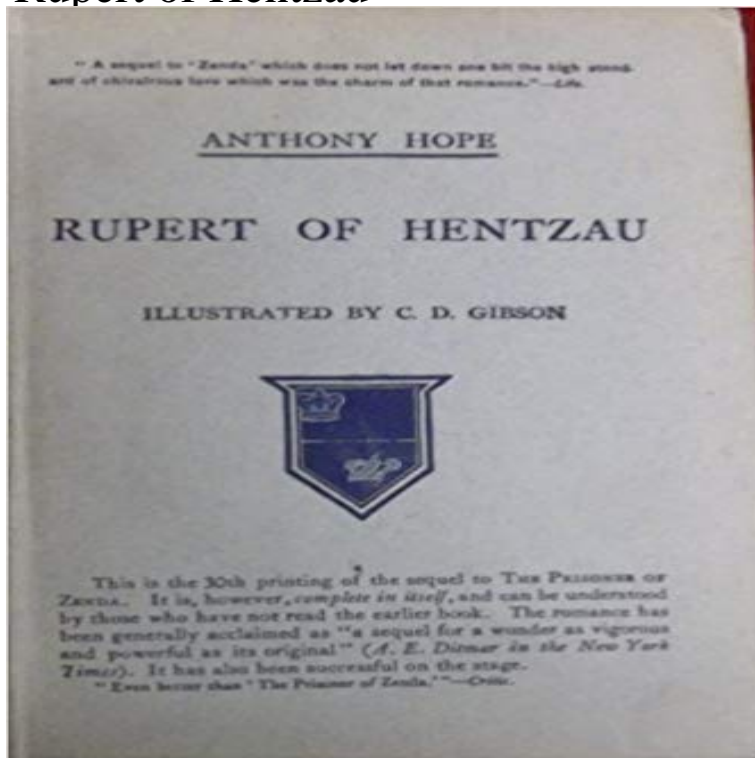 Rupert of Hentzau
" A sequel to 'Zenda' which does not let down one bit the high stand-
ard of chivalrous love which was the charm of that romance."—Life.
ANTHONY HOPE
RUPERT OF HENTZAU
ILLUSTRATED BY C. D. GIBSON
This is the 30th printing of the sequel to THE PRISONER OF
ZENDA. It is, however, complete in itself, and can be understood
by those who have not read the earlier book. The romance has
been generally acclaimed as "a sequel for a wonder as vigorous
and powerful as its original" (A. E. Ditmar in the New York
Times). It has also been successful on the stage.
"Even better than 'The Prisoner of Zenda.'"—Critic.